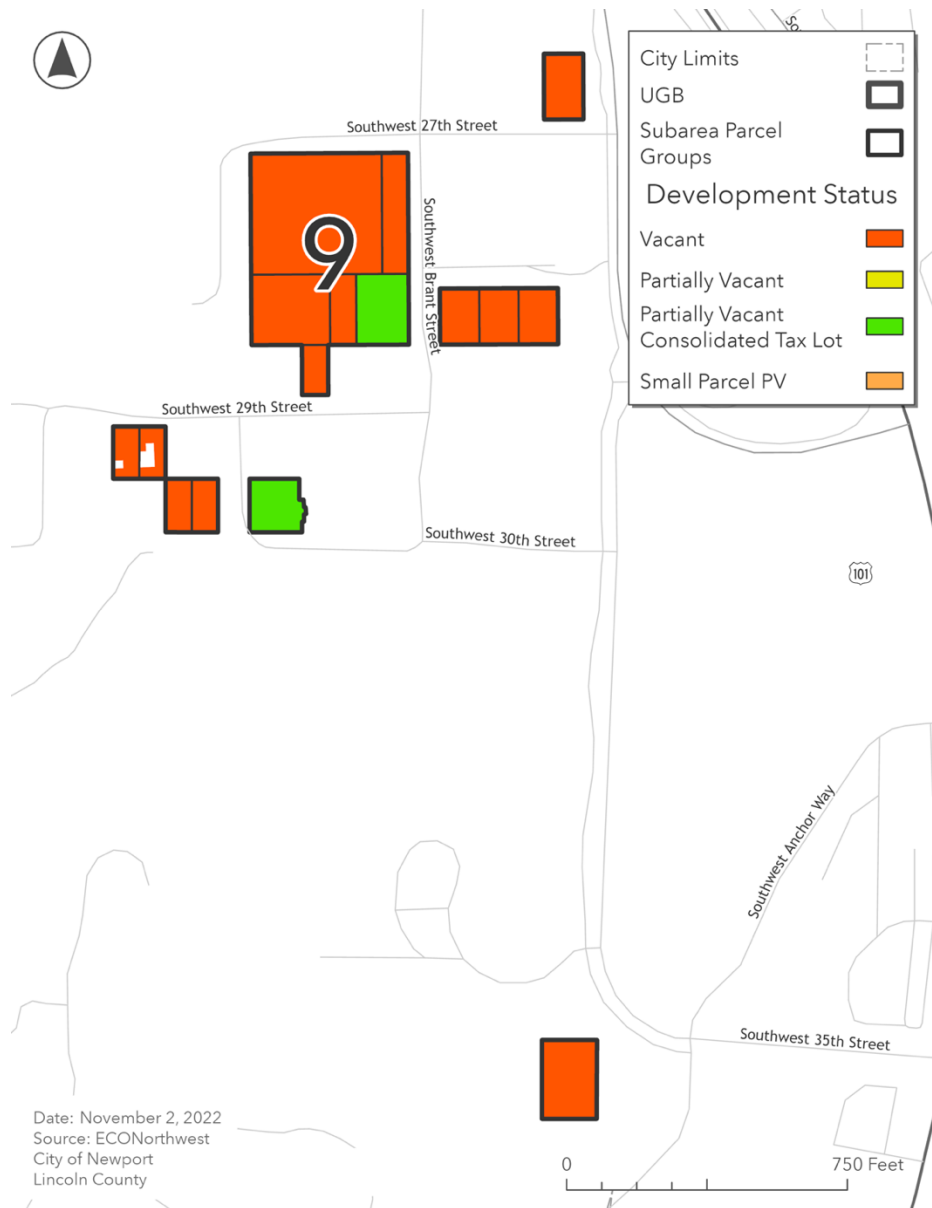 So
City Limits
UGB
Subarea Parcel
Groups
Development Status
Vacant
Partially Vacant
Partially Vacant
Consolidated Tax Lot
Small Parcel PV
Southwest 27th Street
9
Southwest Brant Street
Southwest 29th Street
Southwest 30th Street
101
Southwest Anchor Way
Southwest 35th Street
Date: November 2, 2022
Source: ECONorthwest
City of Newport
Lincoln County
0
750 Feet